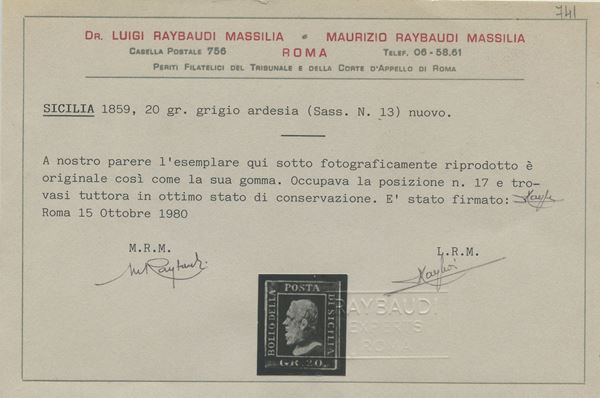 741
Dr. LUIGI RAYBAUDI MASSILIA • MAURIZIO RAYBAUDI MASSILIA
Casella Postale 756 ROMA Telef. 06 - 58.61
Periti Filatelici del Tribunale e della Corte d'Appello di Roma
SICILIA 1859, 20 gr. grigio ardesia (Sass. N. 13) nuovo.
A nostro parere l'esemplare qui sotto fotograficamente riprodotto è
originale così come la sua gomma. Occupava la posizione n. 17 e tro-
vasi tuttora in ottimo stato di conservazione. E' stato firmato:
Roma 15 Ottobre 1980
M.R.M. L.R.M.
POSTA
BOLLO DELLA
DI SICILIA
GR. 20.
RAYBAUDI
EXPERTS
ROMA